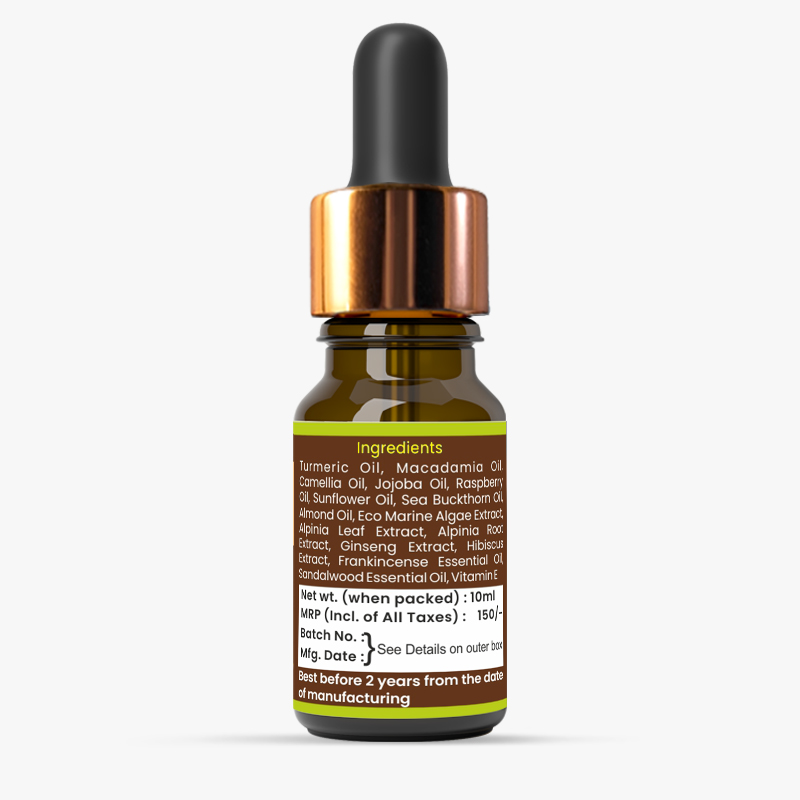 Ingredients
Turmeric Oil, Macadamia Oil,
Camellia Oil, Jojoba Oil, Raspberry
Oil, Sunflower Oil, Sea Buckthorn Oil,
Almond Oil, Eco Marine Algae Extract,
Alpinia Leaf Extract, Alpinia Root
Extract, Ginseng Extract, Hibiscus
Extract, Frankincense Essential Oil,
Sandalwood Essential Oil, Vitamin E
Net wt. (when packed) : 10ml
MRP (Incl. of All Taxes) : 150/-
Batch No. :
Mfg. Date :} See Details on outer box
Best before 2 years from the date
of manufacturing